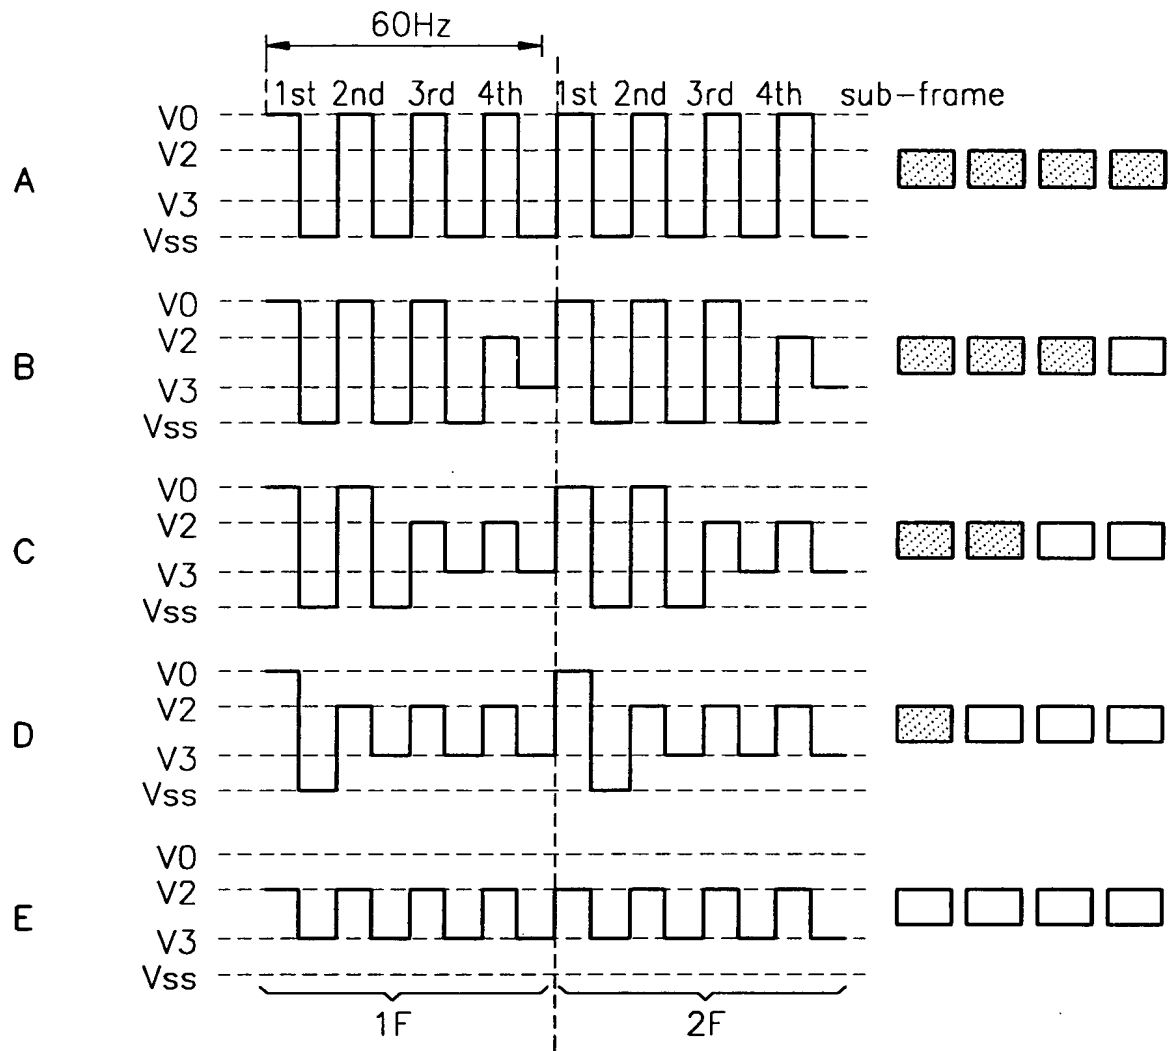 60Hz
1st 2nd 3rd 4th 1st 2nd 3rd 4th sub-frame
A
V0
V2
V3
Vss
B
V0
V2
V3
Vss
C
V0
V2
V3
Vss
D
V0
V2
V3
Vss
E
V0
V2
V3
Vss
1F 2F